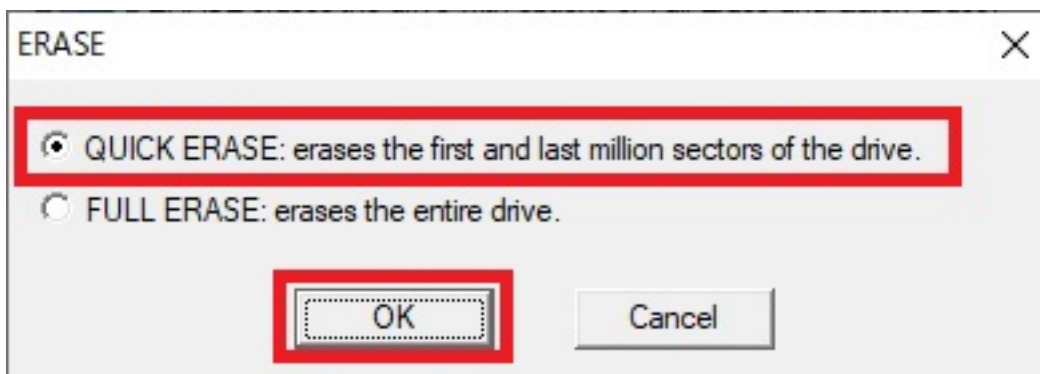 ERASE
QUICK ERASE: erases the first and last million sectors of the drive.
FULL ERASE: erases the entire drive.
OK Cancel